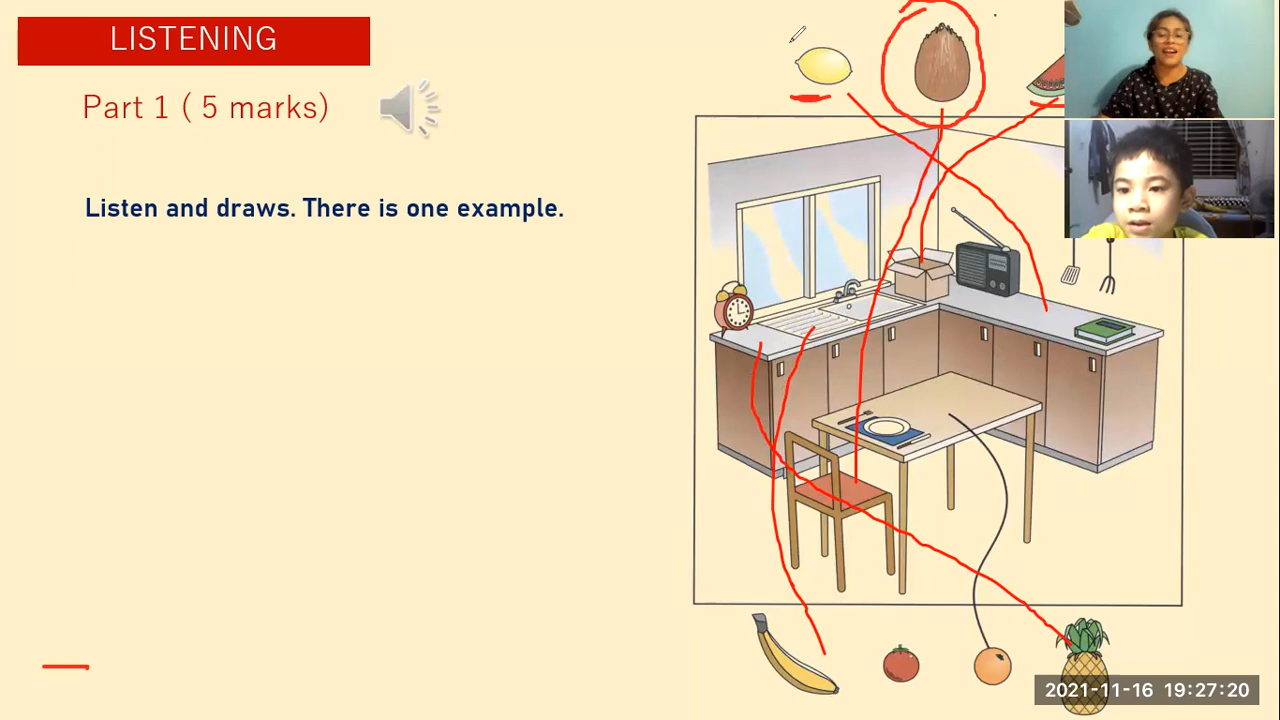 LISTENING
Part 1 ( 5 marks)
Listen and draws. There is one example.
2021-11-16 19:27:20